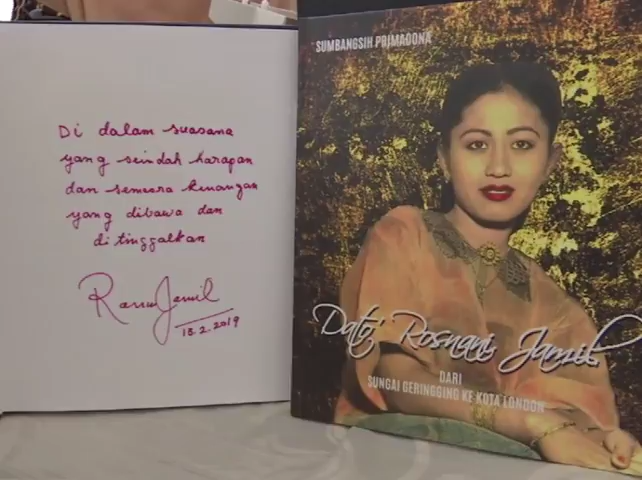 Di dalam suasana
yang seindah harapan
dan semesra kenangan
yang dibawa dan
ditinggalkan
Jamil
18.2.2019
SUMBANGSIH PRIMADONA
Dato' Rosnani Jamil
DARI
SUNGAI GERINGGING KE KOTA LONDON